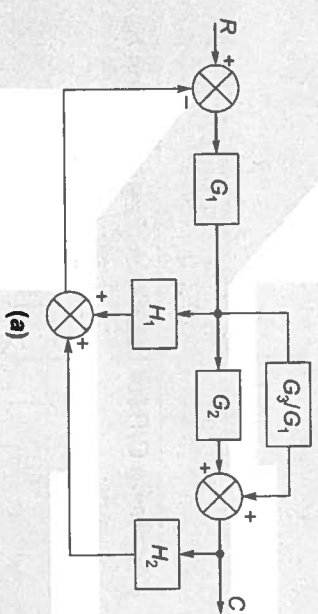 R
+
−
G₁
G₃/G₁
H₁
G₂
+
+
+
+
H₂
C
(a)